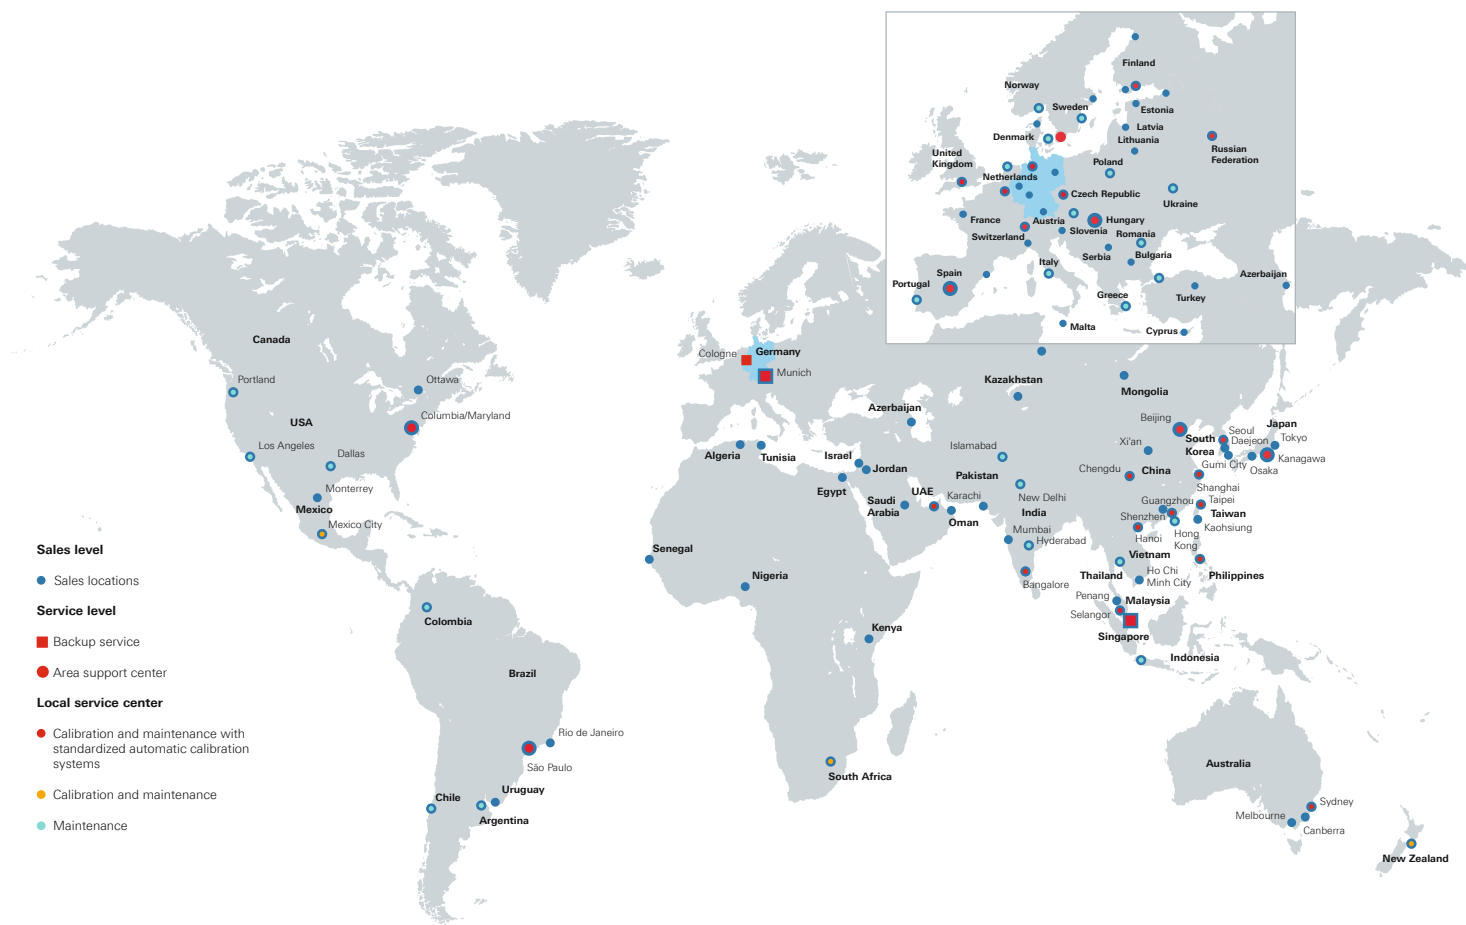 Finland
Norway
Sweden
Estonia
Latvia
Denmark
Lithuania
Russian
Federation
United
Kingdom
Poland
Netherlands
Czech Republic
Ukraine
France
Austria
Hungary
Slovenia
Switzerland
Romania
Serbia
Bulgaria
Italy
Spain
Azerbaijan
Portugal
Greece
Turkey
Malta
Cyprus
Canada
Cologne
Germany
Munich
Portland
Ottawa
Kazakhstan
Mongolia
Columbia/Maryland
USA
Azerbaijan
Beijing
Japan
Los Angeles
Dallas
Algeria
Tunisia
Israel
Jordan
Islamabad
Xi'an
South
Korea
Seoul
Daejeon
Tokyo
Kanagawa
Gumi City
Osaka
Chengdu
China
Monterrey
Mexico
Mexico City
Egypt
Saudi
Arabia
UAE
Karachi
Oman
Pakistan
New Delhi
India
Shanghai
Guangzhou
Taipei
Shenzhen
Taiwan
Kaohsiung
Hanoi
Hong
Kong
Mumbai
Hyderabad
Senegal
Vietnam
Nigeria
Bangalore
Thailand
Ho Chi
Minh City
Philippines
Penang
Malaysia
Selangor
Singapore
Colombia
Kenya
Indonesia
Brazil
Rio de Janeiro
São Paulo
South Africa
Australia
Chile
Uruguay
Argentina
Sydney
Melbourne
Canberra
New Zealand
Sales level
Sales locations
Service level
Backup service
Area support center
Local service center
Calibration and maintenance with
standardized automatic calibration
systems
Calibration and maintenance
Maintenance